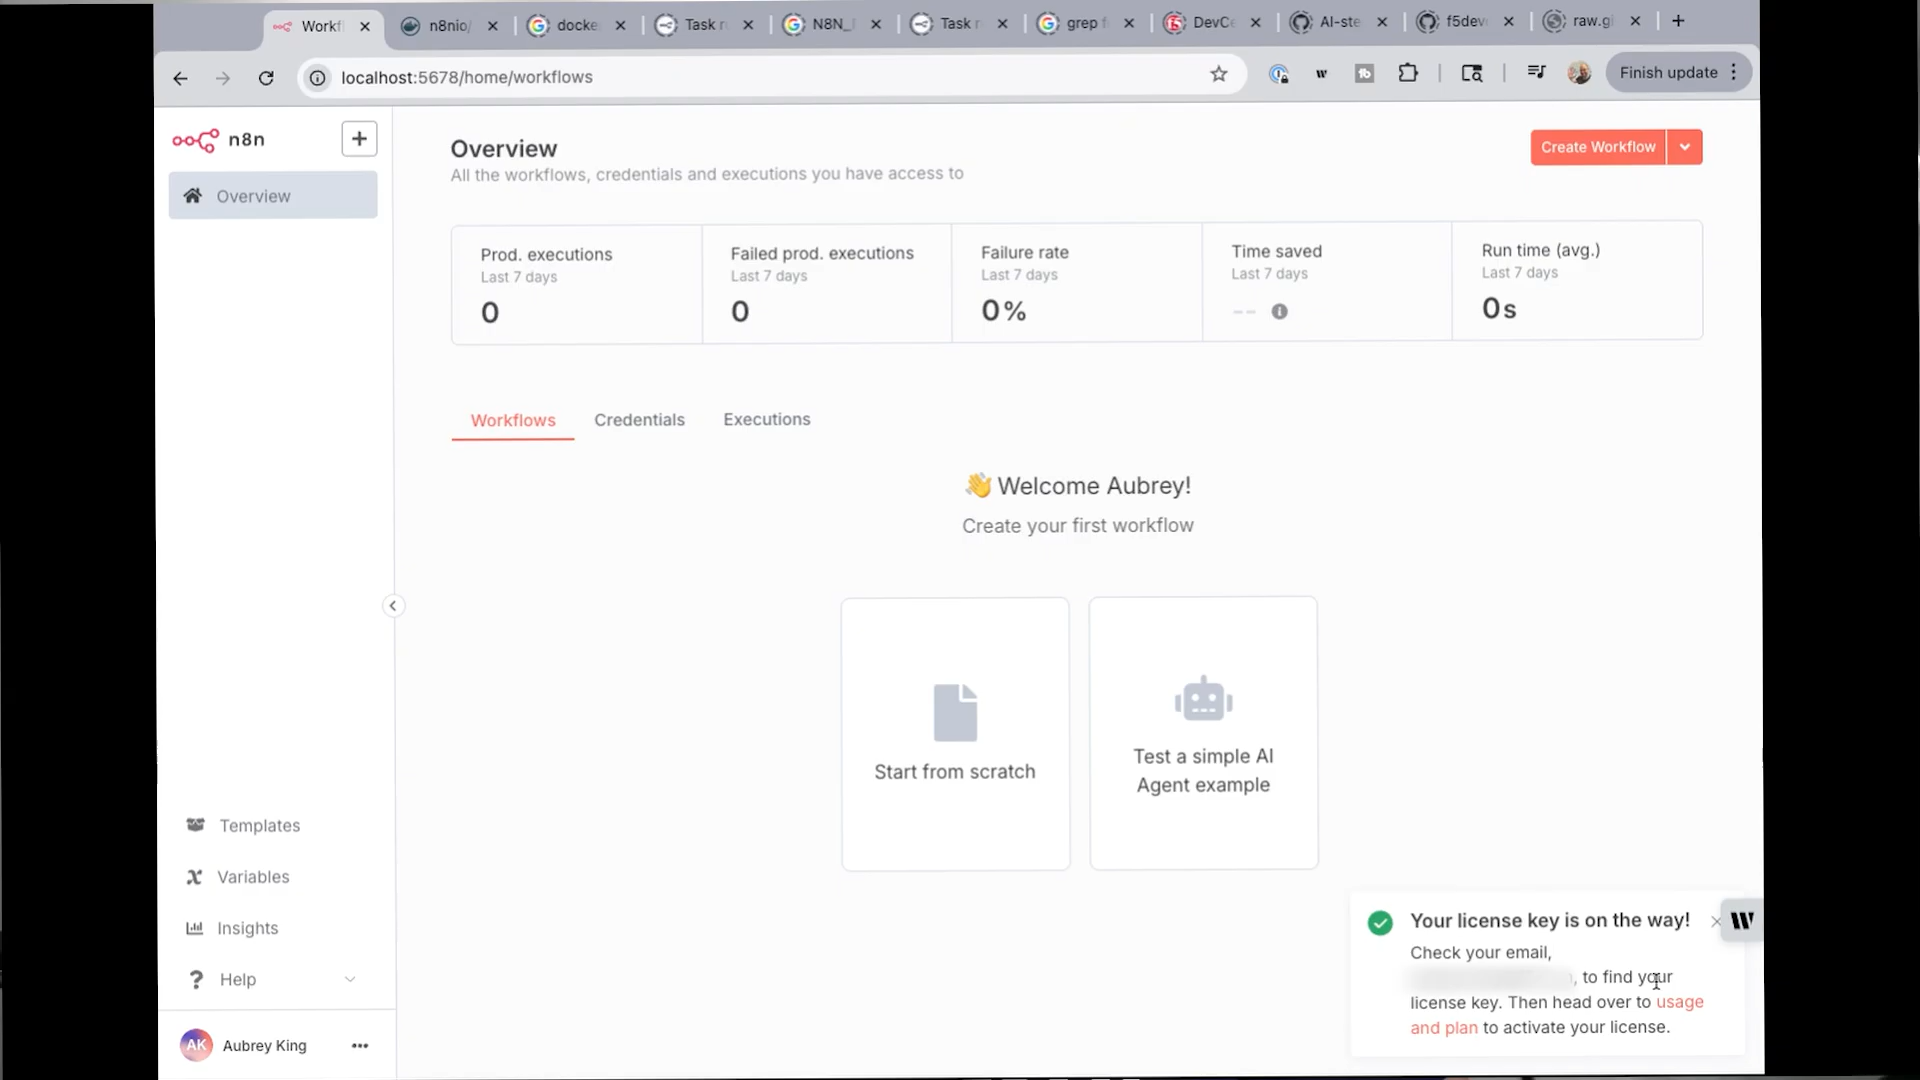 Workfl
n8nio/
docke
Task r
N8N_
Task r
grep f
DevCe
AI-ste
f5dev
raw.gi
localhost:5678/home/workflows
Finish update
n8n
Overview
Overview
All the workflows, credentials and executions you have access to
Create Workflow
Prod. executions
Last 7 days
0
Failed prod. executions
Last 7 days
0
Failure rate
Last 7 days
0%
Time saved
Last 7 days
--
Run time (avg.)
Last 7 days
0s
Workflows
Credentials
Executions
👋 Welcome Aubrey!
Create your first workflow
Start from scratch
Test a simple AI
Agent example
Templates
Variables
Insights
Help
AK
Aubrey King
Your license key is on the way!
Check your email,
, to find your
license key. Then head over to usage
and plan to activate your license.